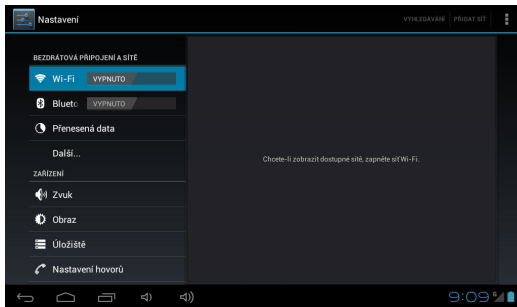 Nastavení
VYHLEDÁVÁNÍ PŘIDAT SÍŤ
BEZDRÁTOVÁ PŘIPOJENÍ A SÍTĚ
Wi-Fi VYPNUTO
Blueto VYPNUTO
Přenesená data
Další...
Chcete-li zobrazit dostupné sítě, zapněte síť Wi-Fi.
ZAŘÍZENÍ
Zvuk
Obraz
Úložiště
Nastavení hovorů
9:09